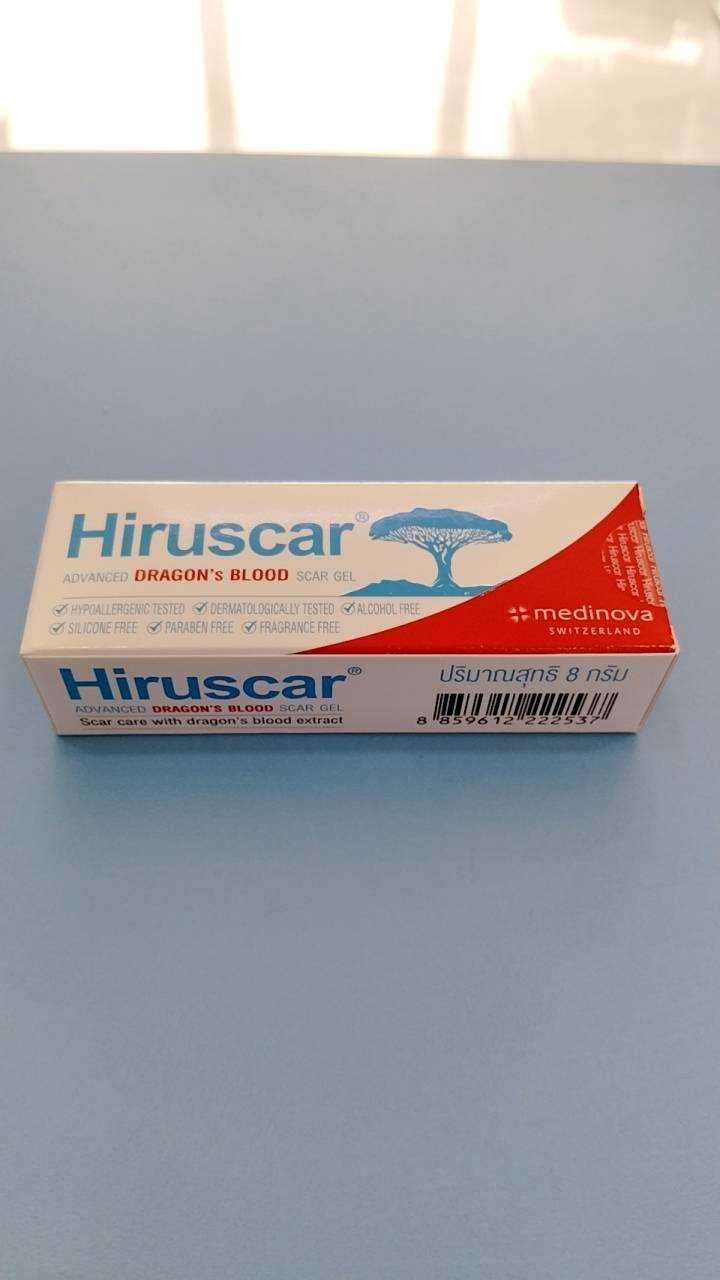 Hiruscar®
ADVANCED DRAGON's BLOOD SCAR GEL
HYPOALLERGENIC TESTED DERMATOLOGICALLY TESTED ALCOHOL FREE
SILICONE FREE PARABEN FREE FRAGRANCE FREE
medinova
SWITZERLAND
Hiruscar®
ADVANCED DRAGON's BLOOD SCAR GEL
Scar care with dragon's blood extract
ปริมาณสุทธิ 8 กรัม
8 859612 222537